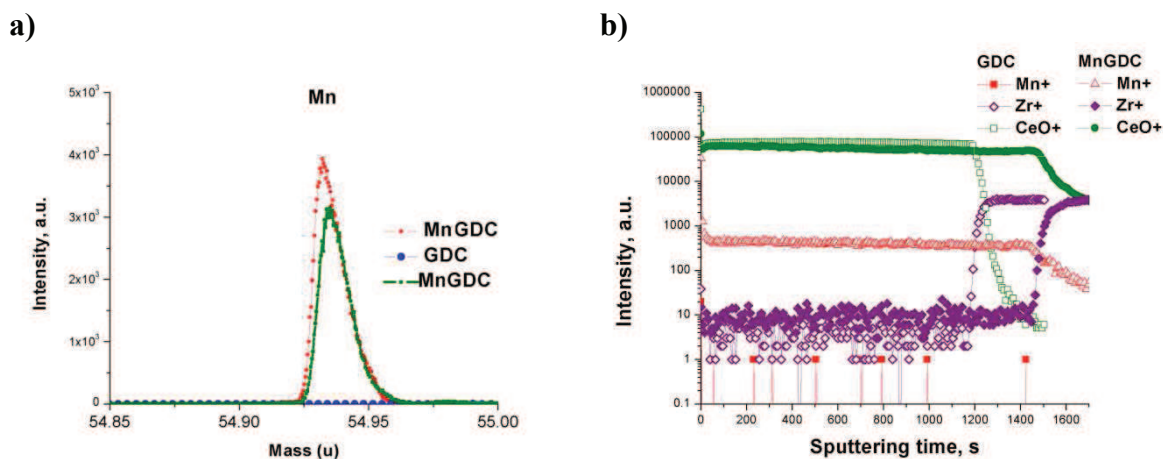 a)
Mn
5x10³
4x10³
3x10³
2x10³
1x10³
0
54.85
54.90
54.95
55.00
Intensity, a.u.
Mass (u)
MnGDC
GDC
MnGDC
b)
GDC MnGDC
Mn+ Mn+
Zr+ Zr+
CeO+ CeO+
1000000
100000
10000
1000
100
10
1
0.1
0 200 400 600 800 1000 1200 1400 1600
Intensity, a.u.
Sputtering time, s